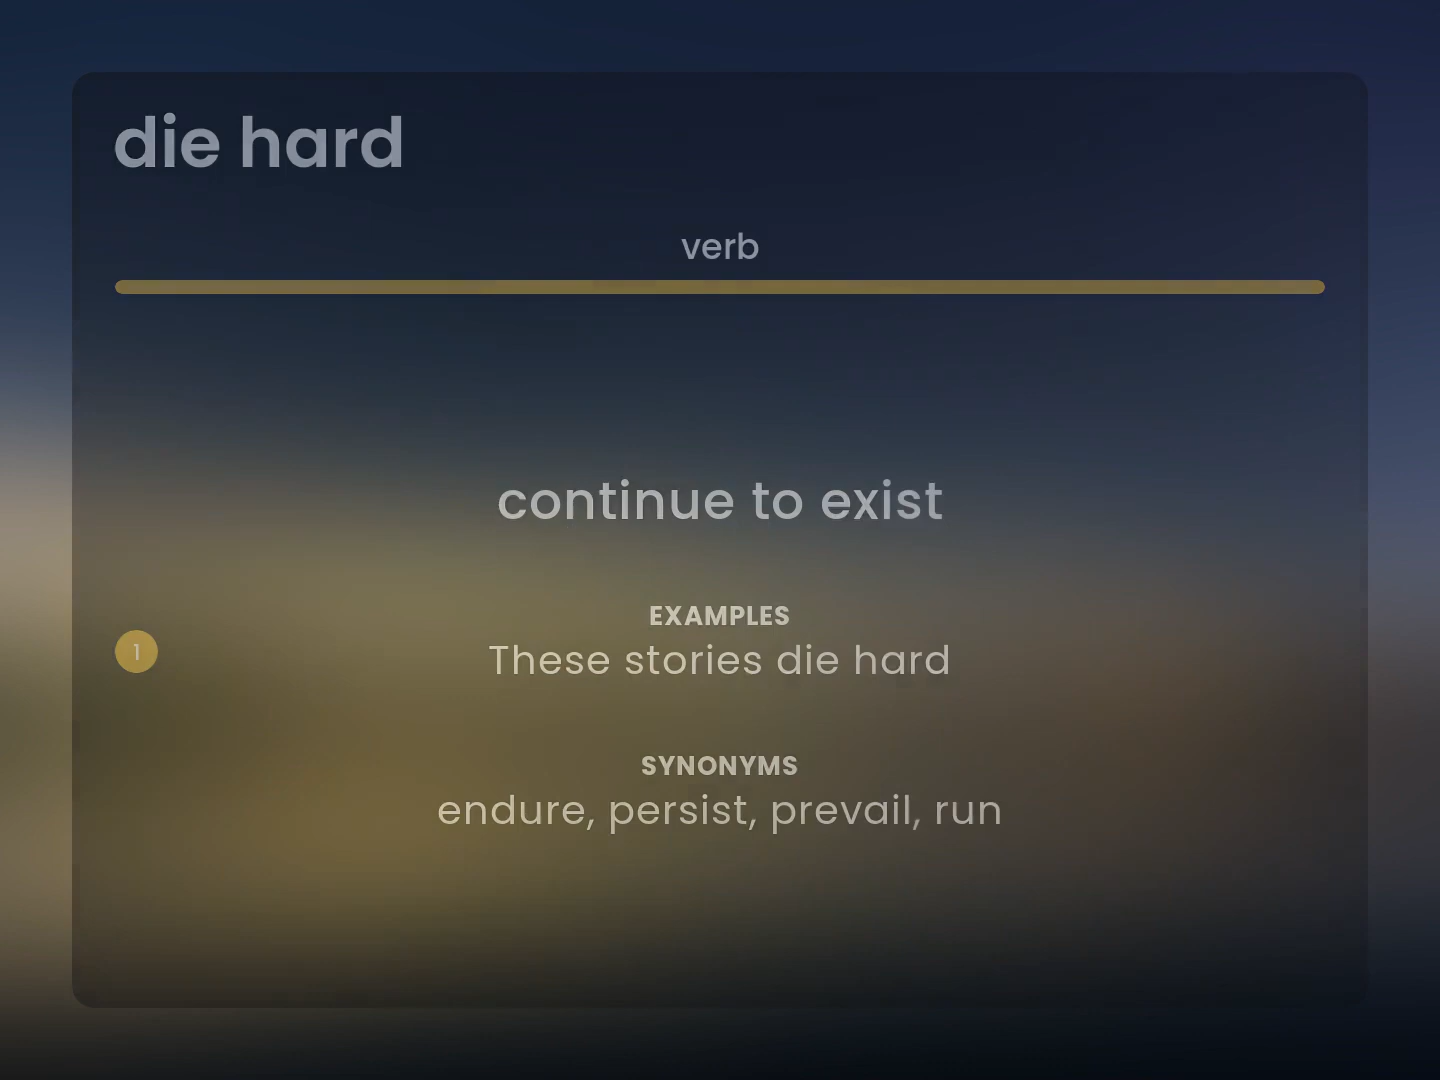 die hard
verb
continue to exist
EXAMPLES
1
These stories die hard
SYNONYMS
endure, persist, prevail, run